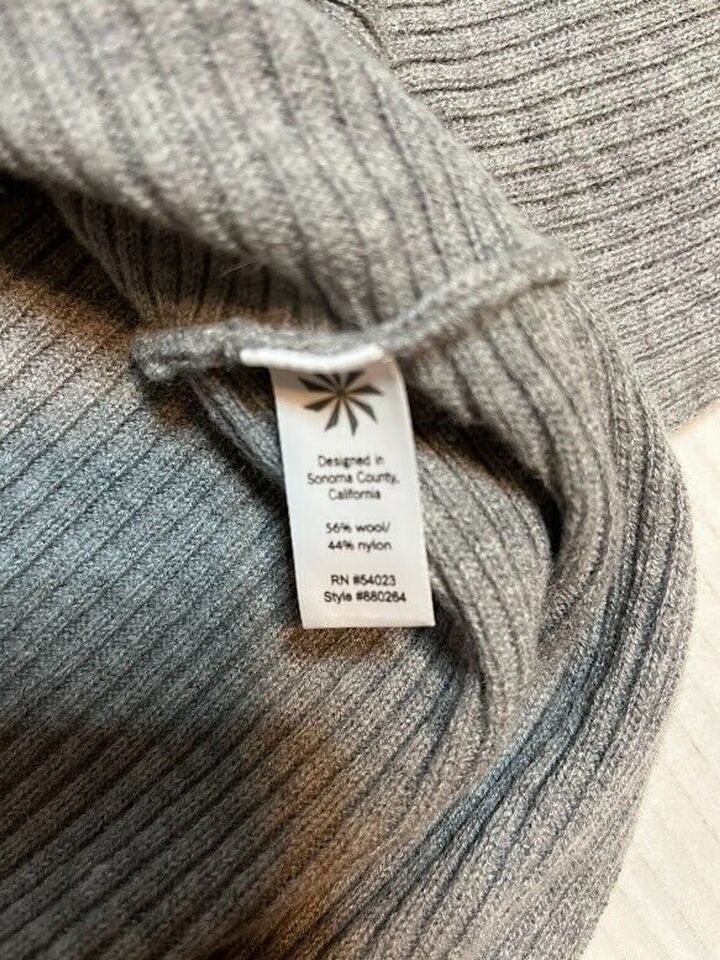 Designed in
Sonoma County,
California
56% wool/
44% nylon
RN #54023
Style #880264